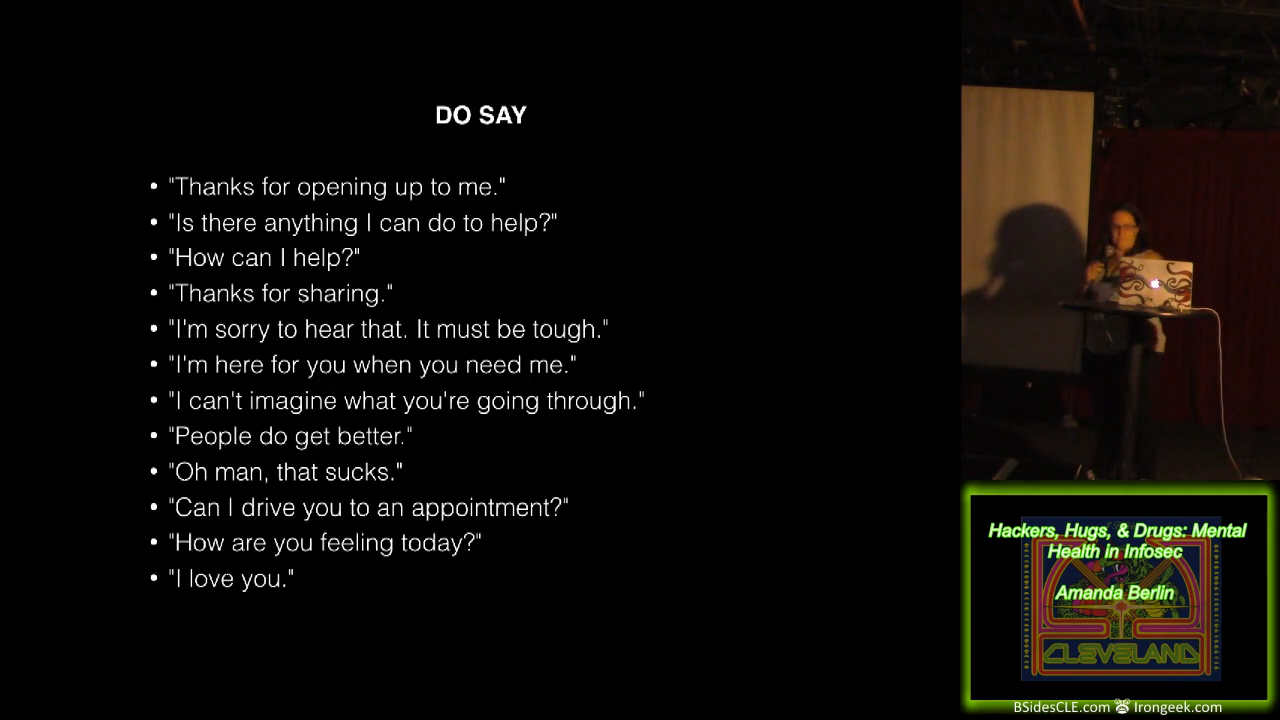 DO SAY
• "Thanks for opening up to me."
• "Is there anything I can do to help?"
• "How can I help?"
• "Thanks for sharing."
• "I'm sorry to hear that. It must be tough."
• "I'm here for you when you need me."
• "I can't imagine what you're going through."
• "People do get better."
• "Oh man, that sucks."
• "Can I drive you to an appointment?"
• "How are you feeling today?"
• "I love you."
Hackers, Hugs, & Drugs: Mental
Health in Infosec
Amanda Berlin
CLEVELAND
BSidesCLE.com Irongeek.com